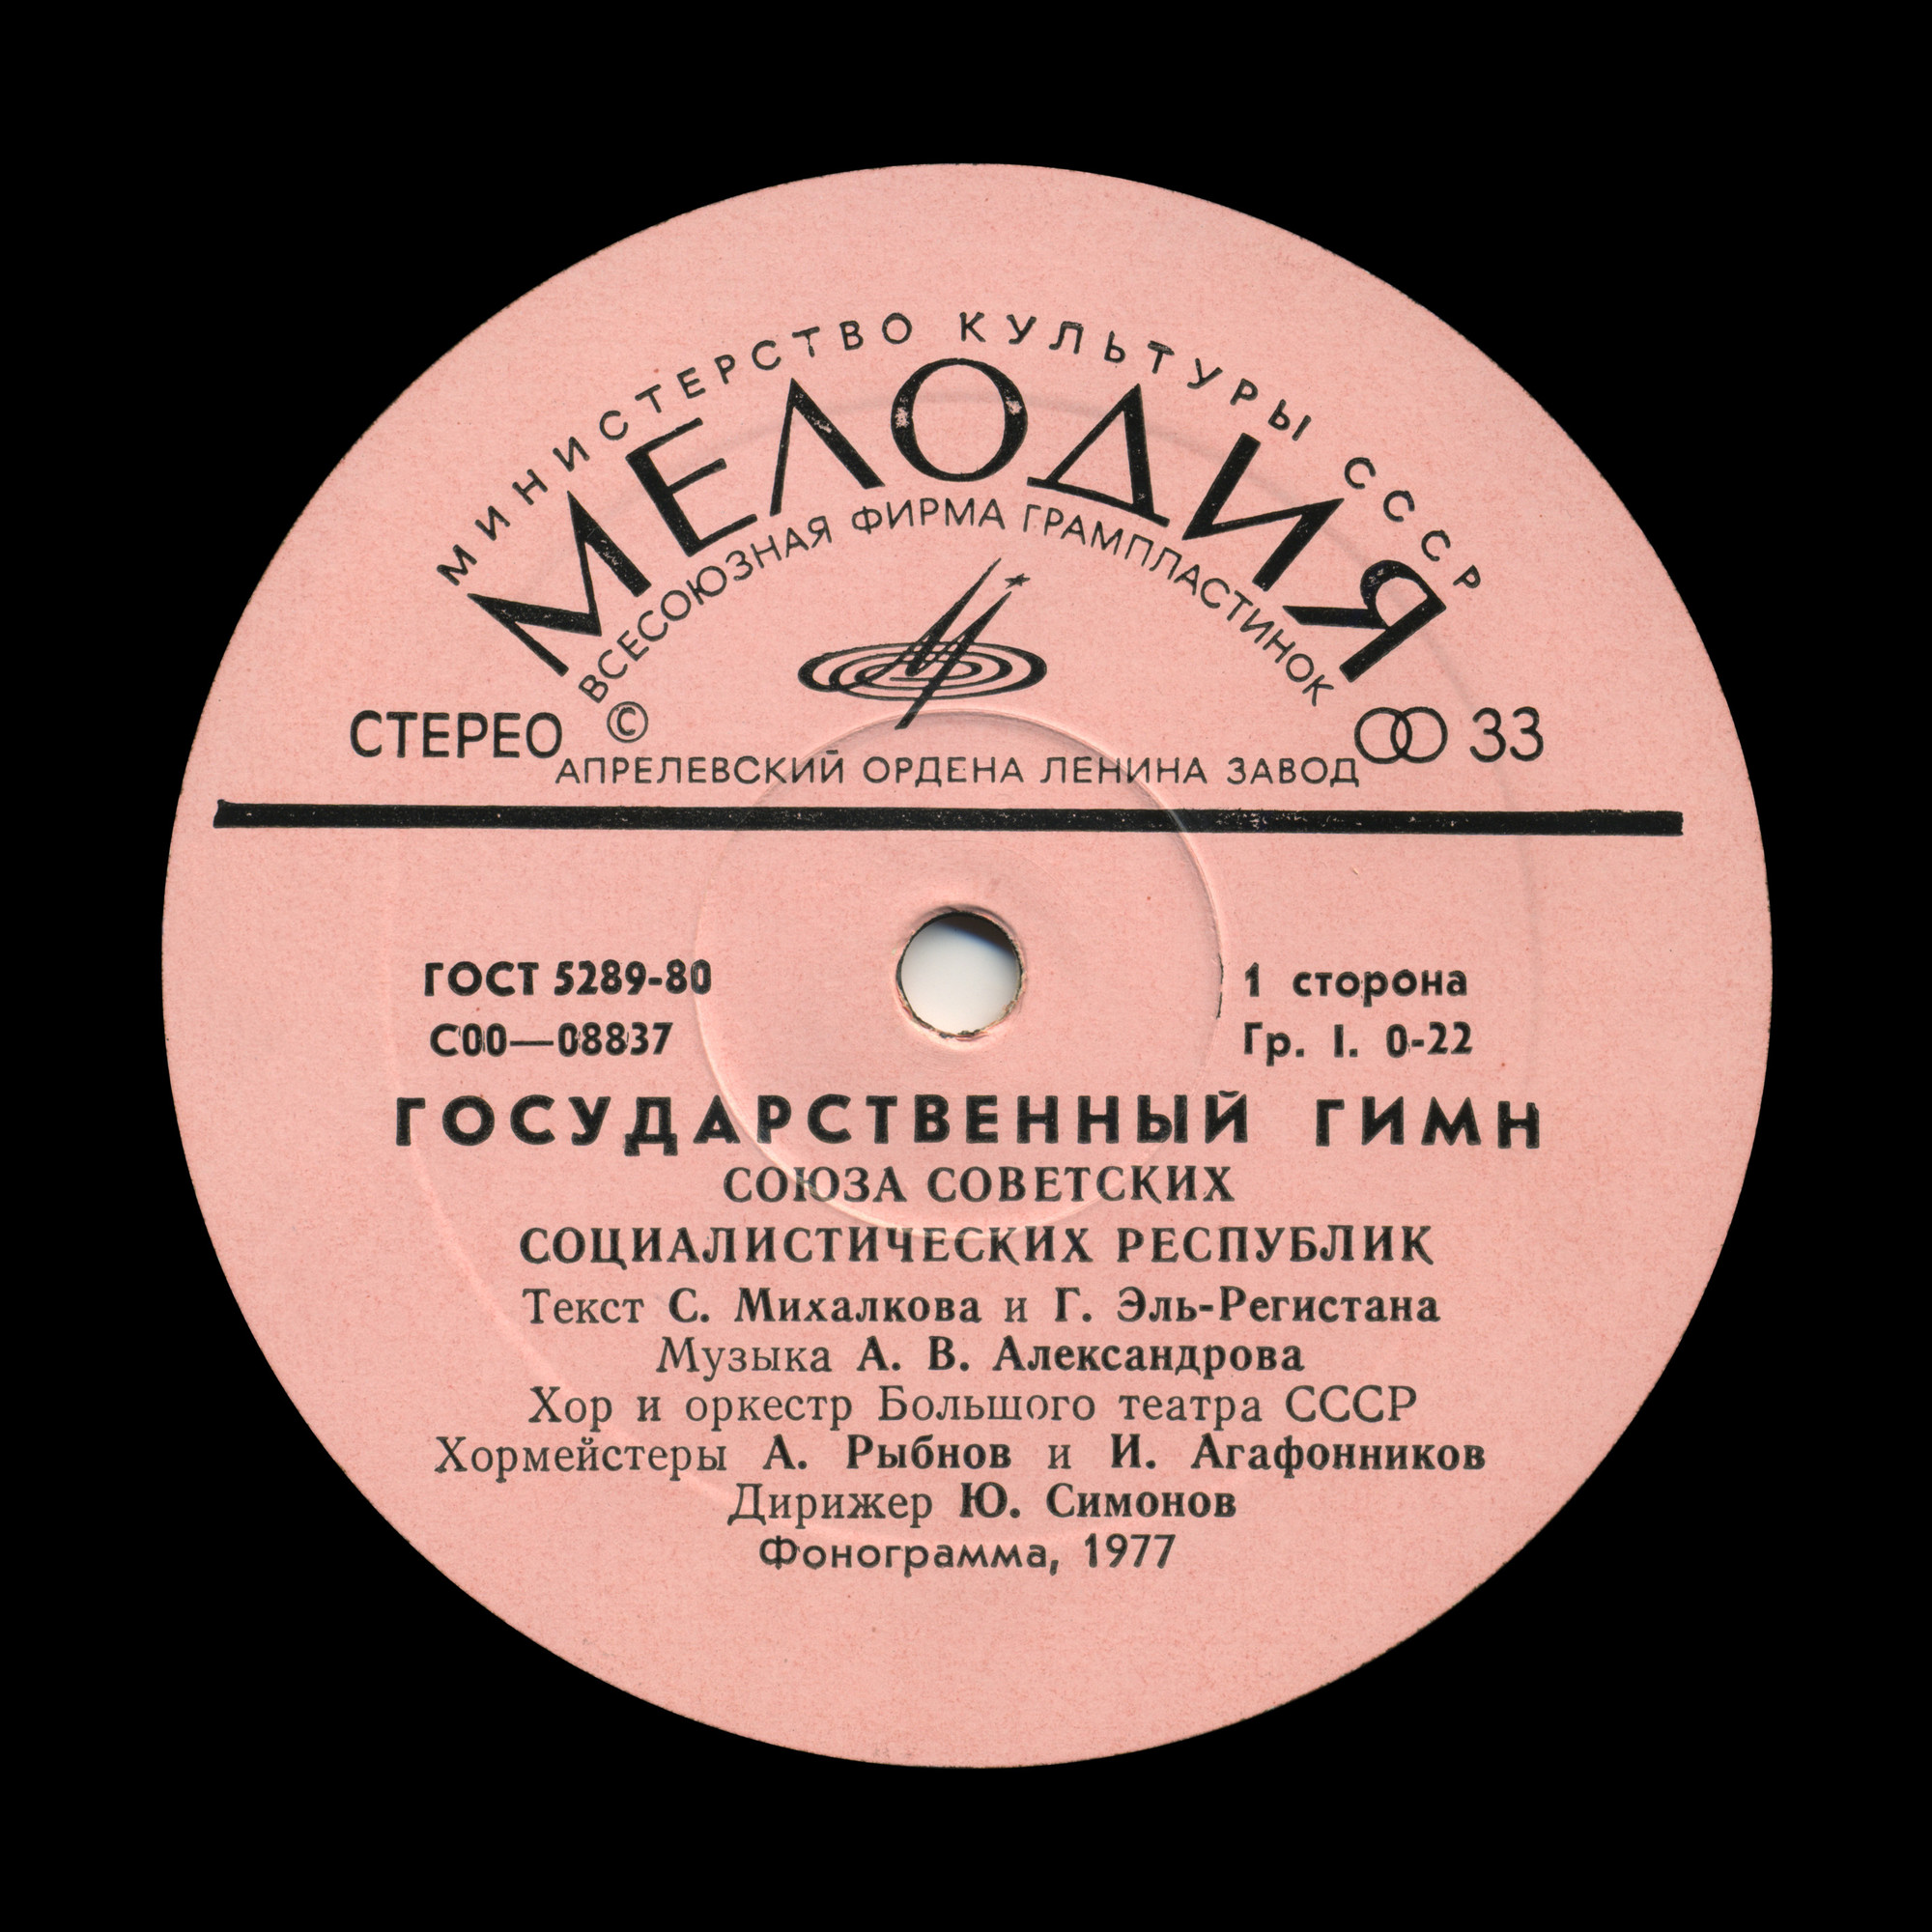 МИНИСТЕРСТВО КУЛЬТУРЫ СССР
МЕЛОДИЯ
ВСЕСОЮЗНАЯ ФИРМА ГРАМПЛАСТИНОК
СТЕРЕО © 33
АПРЕЛЕВСКИЙ ОРДЕНА ЛЕНИНА ЗАВОД
ГОСТ 5289-80 1 сторона
С00—08837 Гр. I. 0-22
ГОСУДАРСТВЕННЫЙ ГИМН
СОЮЗА СОВЕТСКИХ
СОЦИАЛИСТИЧЕСКИХ РЕСПУБЛИК
Текст С. Михалкова и Г. Эль-Регистана
Музыка А. В. Александрова
Хор и оркестр Большого театра СССР
Хормейстеры А. Рыбнов и И. Агафонников
Дирижер Ю. Симонов
Фонограмма, 1977